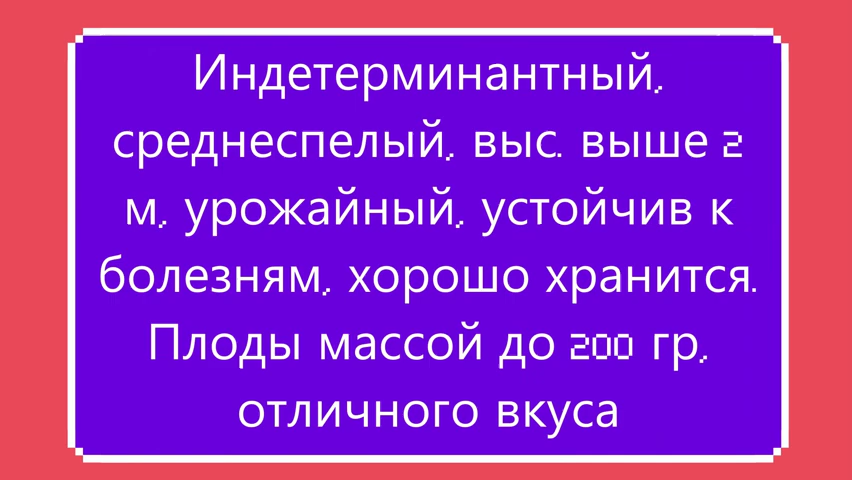 Индетерминантный,
среднеспелый, выс. выше 2
м, урожайный, устойчив к
болезням, хорошо хранится.
Плоды массой до 200 гр,
отличного вкуса